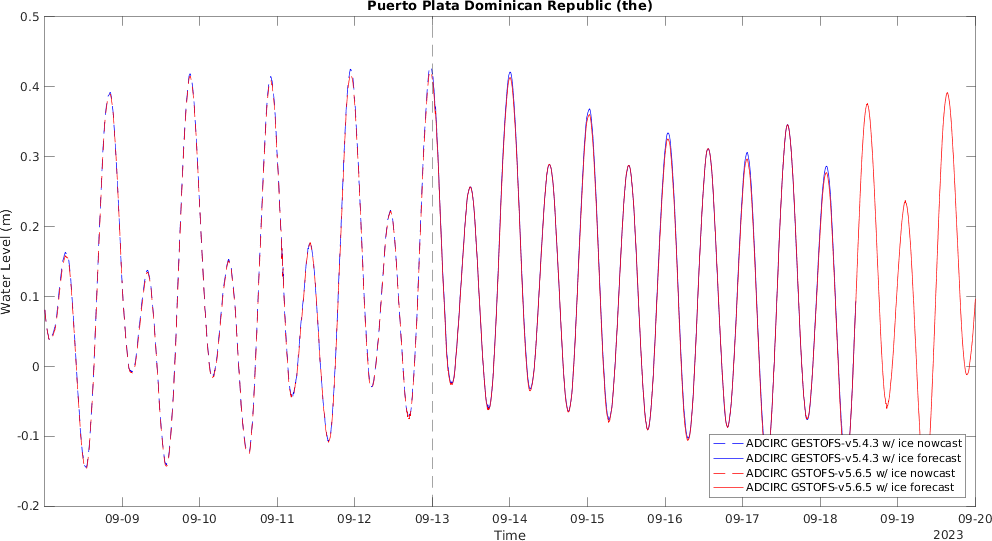 Puerto Plata Dominican Republic (the)
0.5
0.4
0.3
0.2
0.1
0
-0.1
-0.2
Water Level (m)
ADCIRC GESTOFS-v5.4.3 w/ ice nowcast
ADCIRC GESTOFS-v5.4.3 w/ ice forecast
ADCIRC GSTOFS-v5.6.5 w/ ice nowcast
ADCIRC GSTOFS-v5.6.5 w/ ice forecast
09-09 09-10 09-11 09-12 09-13 09-14 09-15 09-16 09-17 09-18 09-19 09-20
Time
2023